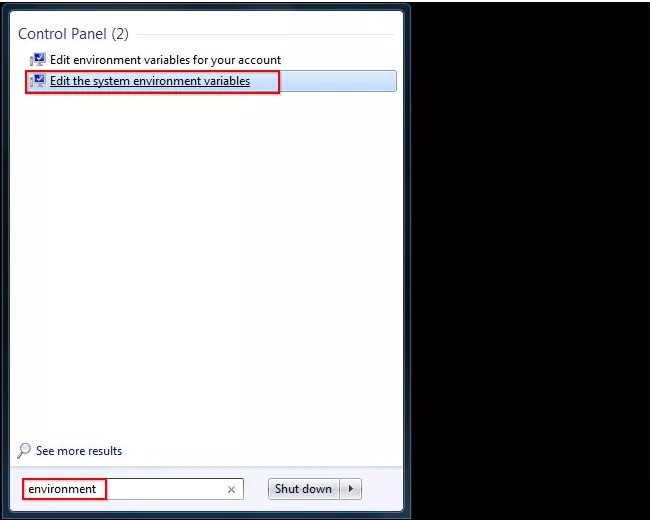 Control Panel (2)
Edit environment variables for your account
Edit the system environment variables
See more results
environment
Shut down